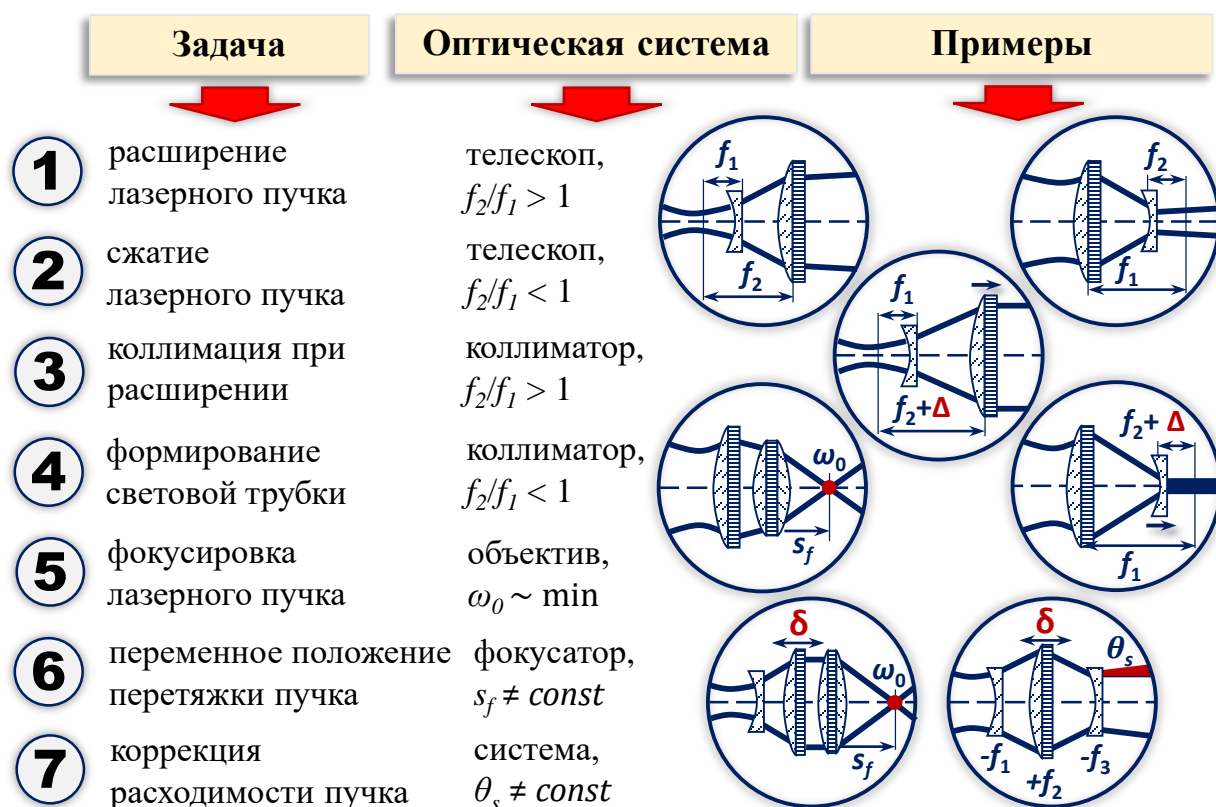 Задача
Оптическая система
Примеры
1
расширение
лазерного пучка
телескоп,
f2/f1 > 1
2
сжатие
лазерного пучка
телескоп,
f2/f1 < 1
3
коллимация при
расширении
коллиматор,
f2/f1 > 1
4
формирование
световой трубки
коллиматор,
f2/f1 < 1
5
фокусировка
лазерного пучка
объектив,
ω0 ~ min
6
переменное положение
перетяжки пучка
фокусатор,
sf ≠ const
7
коррекция
расходимости пучка
система,
θs ≠ const
f1
f2
f2
f1
f1
f2+Δ
ω0
sf
f2+ Δ
f1
δ
ω0
sf
δ
θs
-f1
+f2
-f3